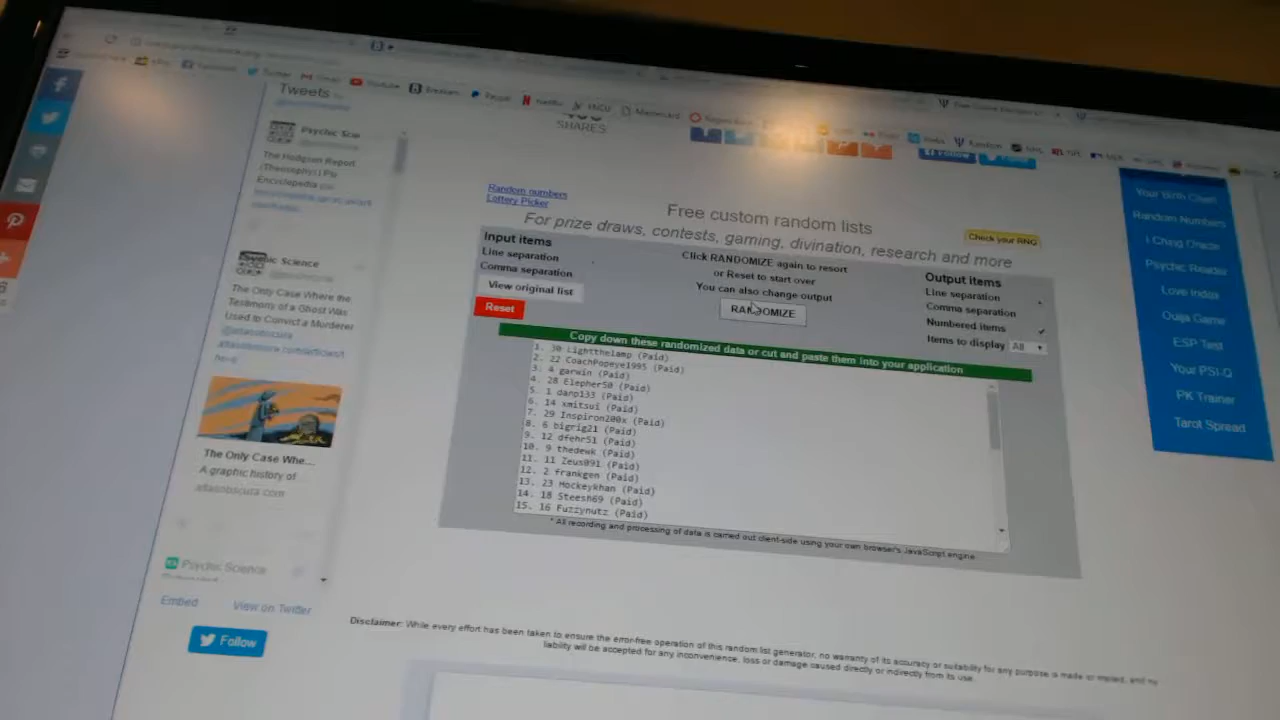 Tweets
Psychic Scie
The Hodgson Report
(Theosophy) Psi
Encyclopedia
Science
The Only Case Where the
Testimony of a Ghost Was
Used to Convict a Murderer
The Only Case Whe...
A graphic history of
atlasobscura.com
Psychic Science
Embed
View on Twitter
Follow
Facebook
Twitter
Gmail
Youtube
Paypal
Netflix
Mastercard
Random
SHARES
Follow
Random numbers
Lottery Picker
Free custom random lists
For prize draws, contests, gaming, divination, research and more
Check your RNG
Input items
Line separation
Comma separation
View original list
Reset
Click RANDOMIZE again to resort
or Reset to start over
You can also change output
RANDOMIZE
Output items
Line separation
Comma separation
Numbered items
Items to display All
Copy down these randomized data or cut and paste them into your application
1. 30 Lightthelamp (Paid)
2. 22 CoachPopeye1995 (Paid)
3. 4 garwin (Paid)
4. 28 Elepher50 (Paid)
5. 1 danp133 (Paid)
6. 14 xmitsui (Paid)
7. 29 Inspiron200x (Paid)
8. 6 bigrig21 (Paid)
9. 12 dfehr51 (Paid)
10. 9 thedewk (Paid)
11. 11 Zeus091 (Paid)
12. 2 frankgen (Paid)
13. 23 Hockeykhan (Paid)
14. 18 Steesh69 (Paid)
15. 16 Fuzzynutz (Paid)
* All recording and processing of data is carried out client-side using your own browser's JavaScript engine
Disclaimer: While every effort has been taken to ensure the error-free operation of this random list generator, no warranty of its accuracy or suitability for any purpose is made or implied, and no
liability will be accepted for any inconvenience, loss or damage caused directly or indirectly from its use.
Your Birth Chart
Random Numbers
I Ching Oracle
Psychic Reader
Love Index
Ouija Game
ESP Test
Your PSI-Q
PK Trainer
Tarot Spread